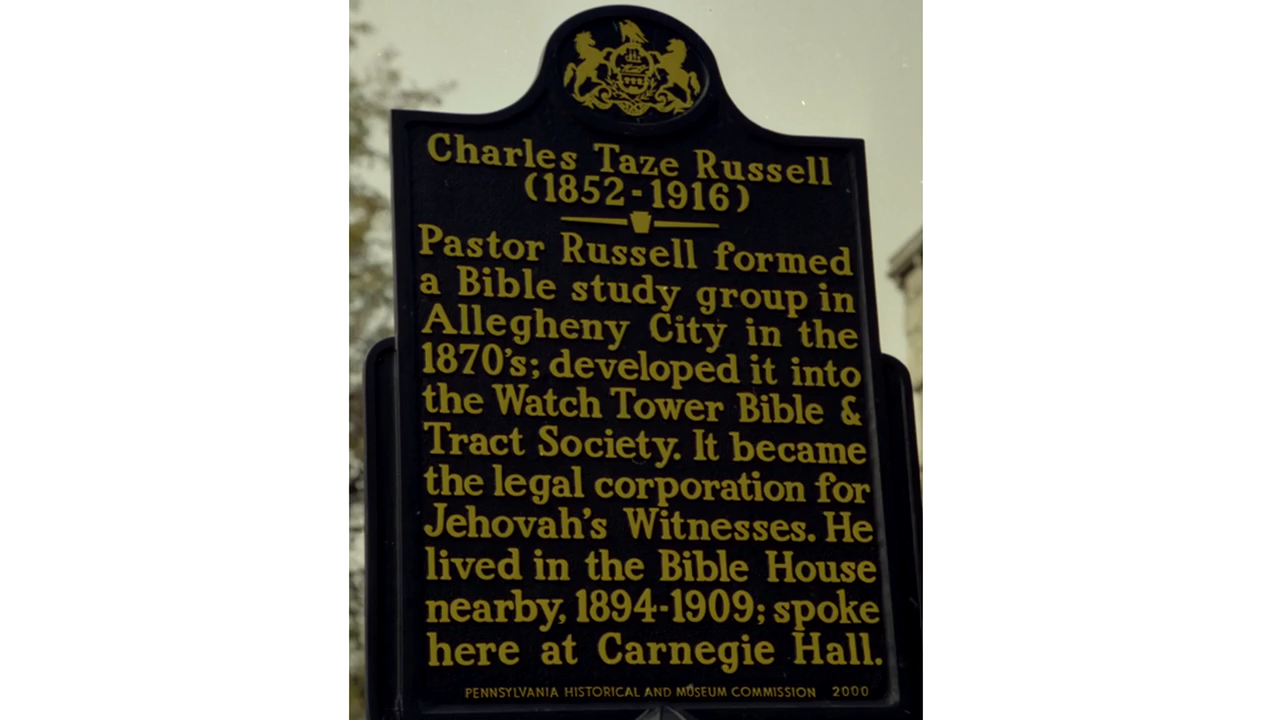 Charles Taze Russell
(1852-1916)
Pastor Russell formed
a Bible study group in
Allegheny City in the
1870's; developed it into
the Watch Tower Bible &
Tract Society. It became
the legal corporation for
Jehovah's Witnesses. He
lived in the Bible House
nearby, 1894-1909; spoke
here at Carnegie Hall.
PENNSYLVANIA HISTORICAL AND MUSEUM COMMISSION 2000